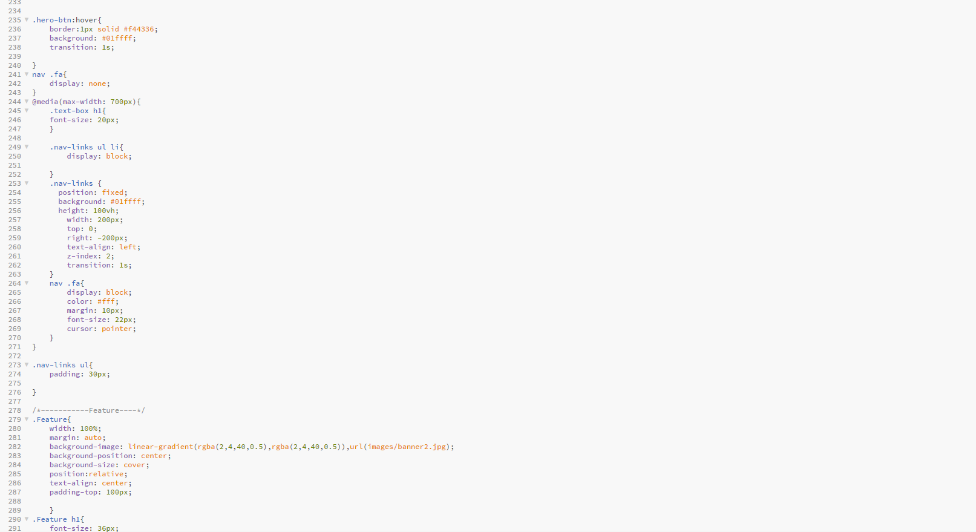 233
234
235 .hero-btn:hover{
236 border:1px solid #f44336;
237 background: #01ffff;
238 transition: 1s;
239
240 }
241 nav .fa{
242 display: none;
243 }
244 @media(max-width: 700px){
245 .text-box h1{
246 font-size: 20px;
247 }
248
249 .nav-links ul li{
250 display: block;
251
252 }
253 .nav-links {
254 position: fixed;
255 background: #01ffff;
256 height: 100vh;
257 width: 200px;
258 top: 0;
259 right: -200px;
260 text-align: left;
261 z-index: 2;
262 transition: 1s;
263 }
264 nav .fa{
265 display: block;
266 color: #fff;
267 margin: 10px;
268 font-size: 22px;
269 cursor: pointer;
270 }
271 }
272
273 .nav-links ul{
274 padding: 30px;
275
276 }
277
278 /*-----------Feature----*/
279 .Feature{
280 width: 100%;
281 margin: auto;
282 background-image: linear-gradient(rgba(2,4,40,0.5),rgba(2,4,40,0.5)),url(images/banner2.jpg);
283 background-position: center;
284 background-size: cover;
285 position:relative;
286 text-align: center;
287 padding-top: 100px;
288
289 }
290 .Feature h1{
291 font-size: 36px;